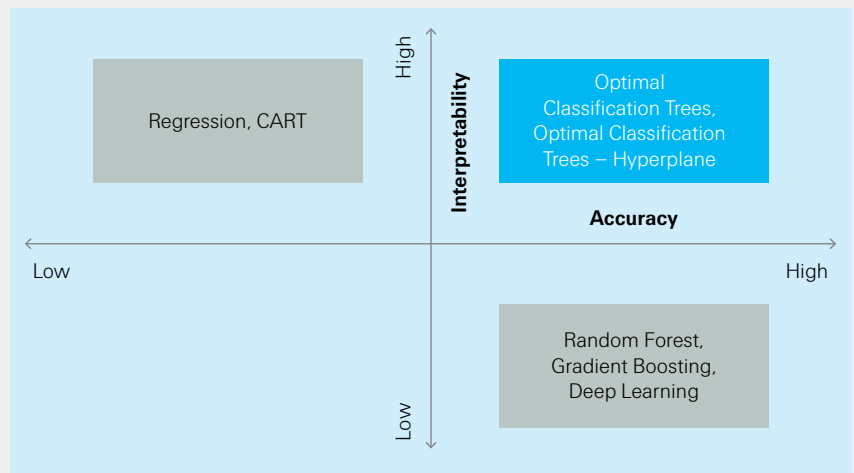 High
Interpretability
Regression, CART
Optimal
Classification Trees,
Optimal Classification
Trees – Hyperplane
Accuracy
Low
High
Random Forest,
Gradient Boosting,
Deep Learning
Low